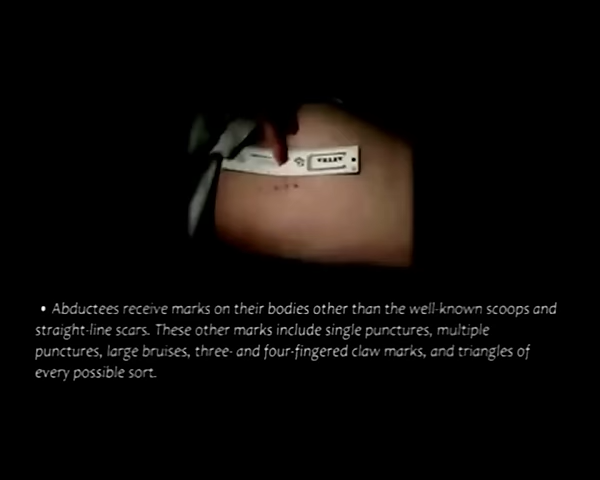 • Abductees receive marks on their bodies other than the well-known scoops and
straight-line scars. These other marks include single punctures, multiple
punctures, large bruises, three- and four-fingered claw marks, and triangles of
every possible sort.